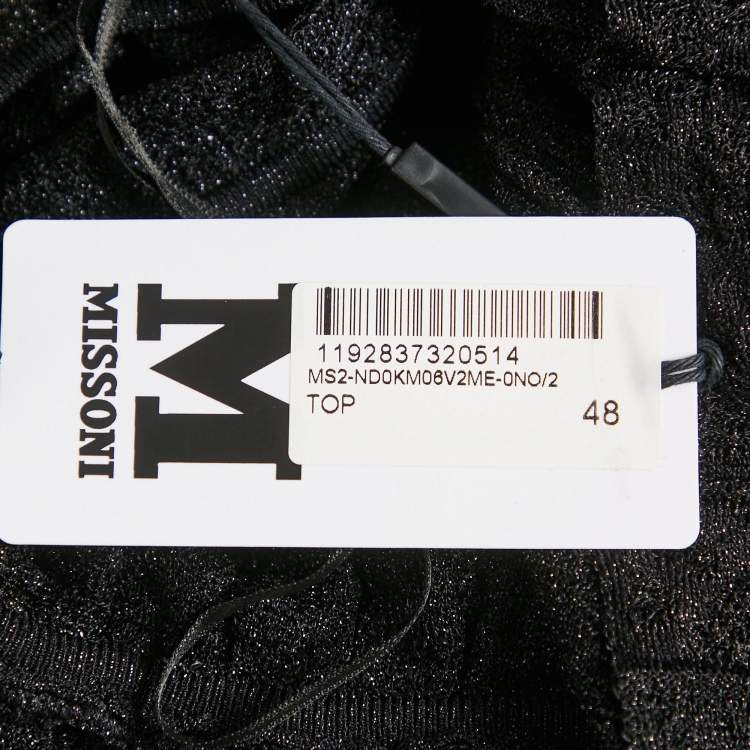 MISSONI
M
1192837320514
MS2-ND0KM06V2ME-0NO/2
TOP
48